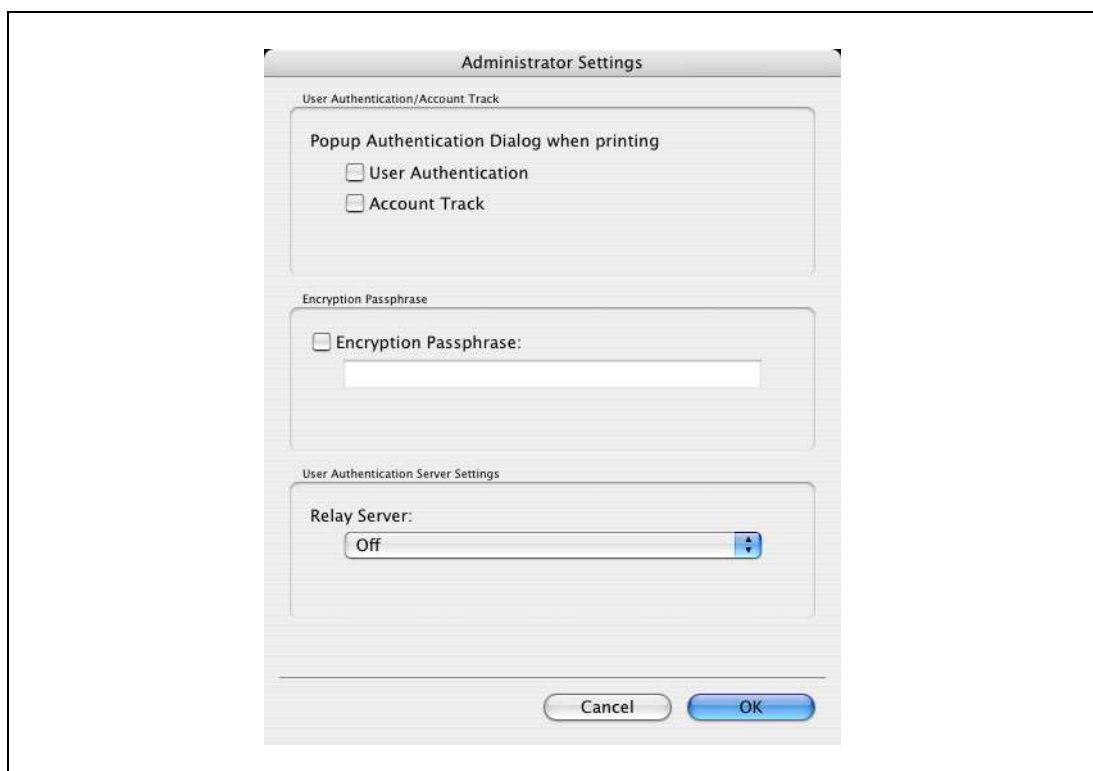 Administrator Settings
User Authentication/Account Track
Popup Authentication Dialog when printing
User Authentication
Account Track
Encryption Passphrase
Encryption Passphrase:
User Authentication Server Settings
Relay Server:
Off
Cancel
OK